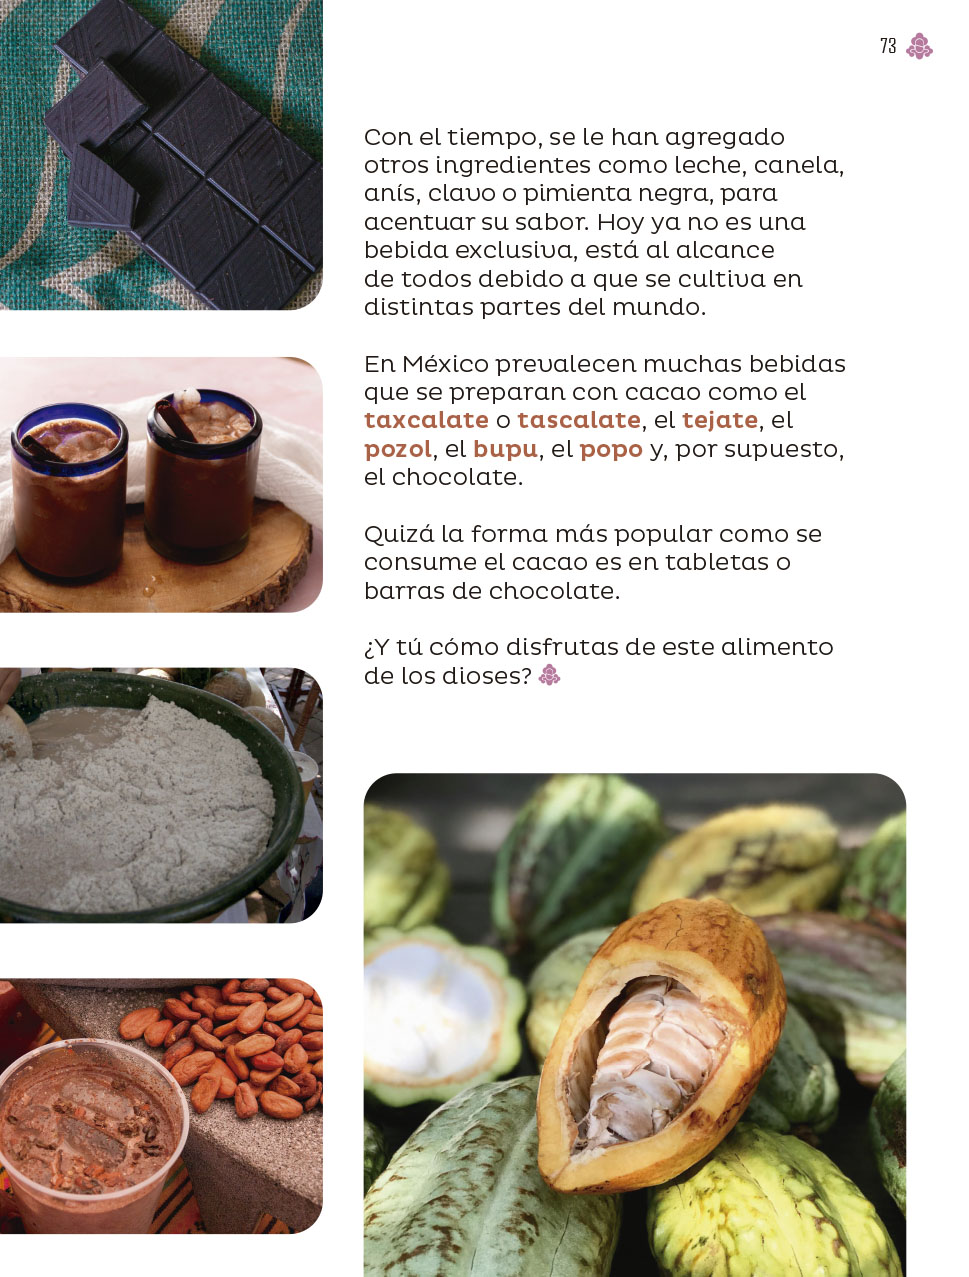 73
Con el tiempo, se le han agregado
otros ingredientes como leche, canela,
anís, clavo o pimienta negra, para
acentuar su sabor. Hoy ya no es una
bebida exclusiva, está al alcance
de todos debido a que se cultiva en
distintas partes del mundo.
En México prevalecen muchas bebidas
que se preparan con cacao como el
taxcalate o tascalate, el tejate, el
pozol, el bupu, el popo y, por supuesto,
el chocolate.
Quizá la forma más popular como se
consume el cacao es en tabletas o
barras de chocolate.
¿Y tú cómo disfrutas de este alimento
de los dioses?